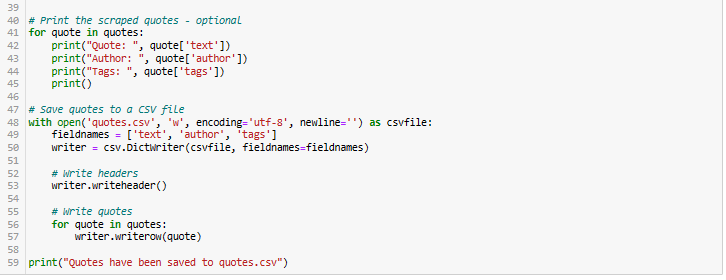 39
40 # Print the scraped quotes - optional
41 for quote in quotes:
42     print("Quote: ", quote['text'])
43     print("Author: ", quote['author'])
44     print("Tags: ", quote['tags'])
45     print()
46
47 # Save quotes to a CSV file
48 with open('quotes.csv', 'w', encoding='utf-8', newline='') as csvfile:
49     fieldnames = ['text', 'author', 'tags']
50     writer = csv.DictWriter(csvfile, fieldnames=fieldnames)
51
52     # Write headers
53     writer.writeheader()
54
55     # Write quotes
56     for quote in quotes:
57         writer.writerow(quote)
58
59 print("Quotes have been saved to quotes.csv")